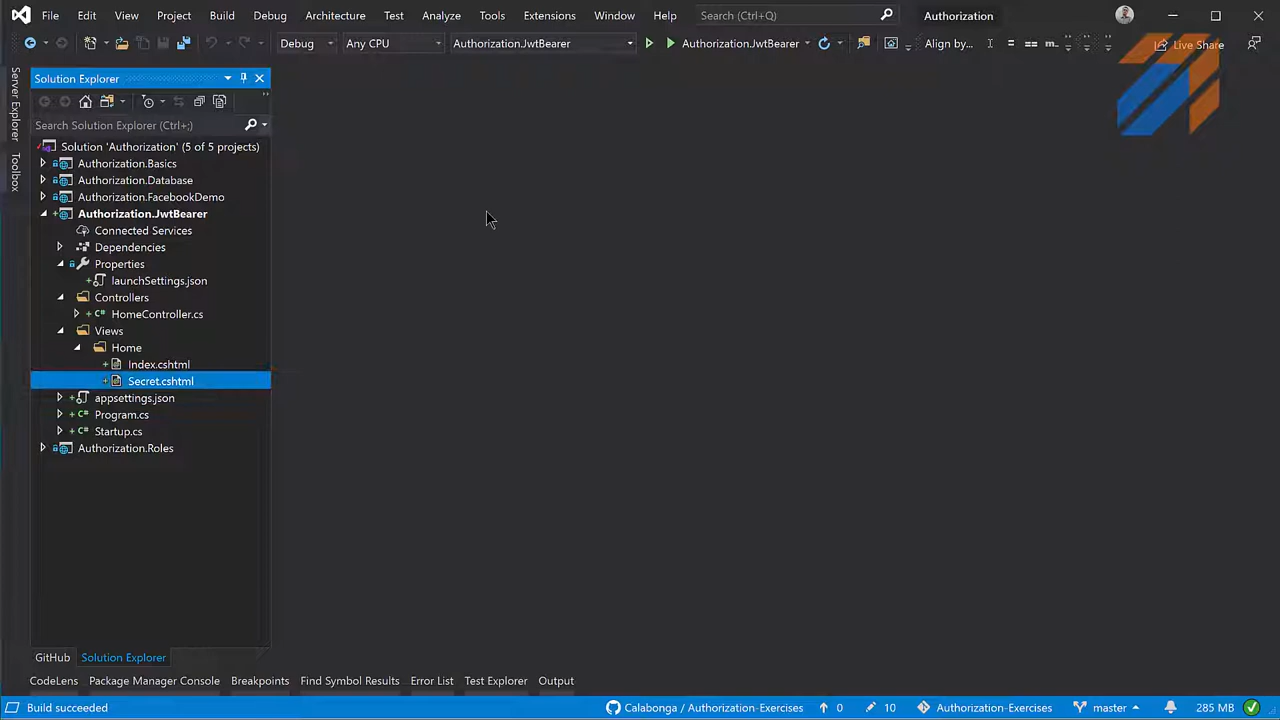 File Edit View Project Build Debug Architecture Test Analyze Tools Extensions Window Help Search (Ctrl+Q) Authorization
Debug Any CPU Authorization.JwtBearer Authorization.JwtBearer Align by... Live Share
Server Explorer
Toolbox
Solution Explorer
Search Solution Explorer (Ctrl+;)
Solution 'Authorization' (5 of 5 projects)
Authorization.Basics
Authorization.Database
Authorization.FacebookDemo
Authorization.JwtBearer
Connected Services
Dependencies
Properties
launchSettings.json
Controllers
HomeController.cs
Views
Home
Index.cshtml
Secret.cshtml
appsettings.json
Program.cs
Startup.cs
Authorization.Roles
GitHub Solution Explorer
CodeLens Package Manager Console Breakpoints Find Symbol Results Error List Test Explorer Output
Build succeeded Calabonga / Authorization-Exercises 0 10 Authorization-Exercises master 285 MB